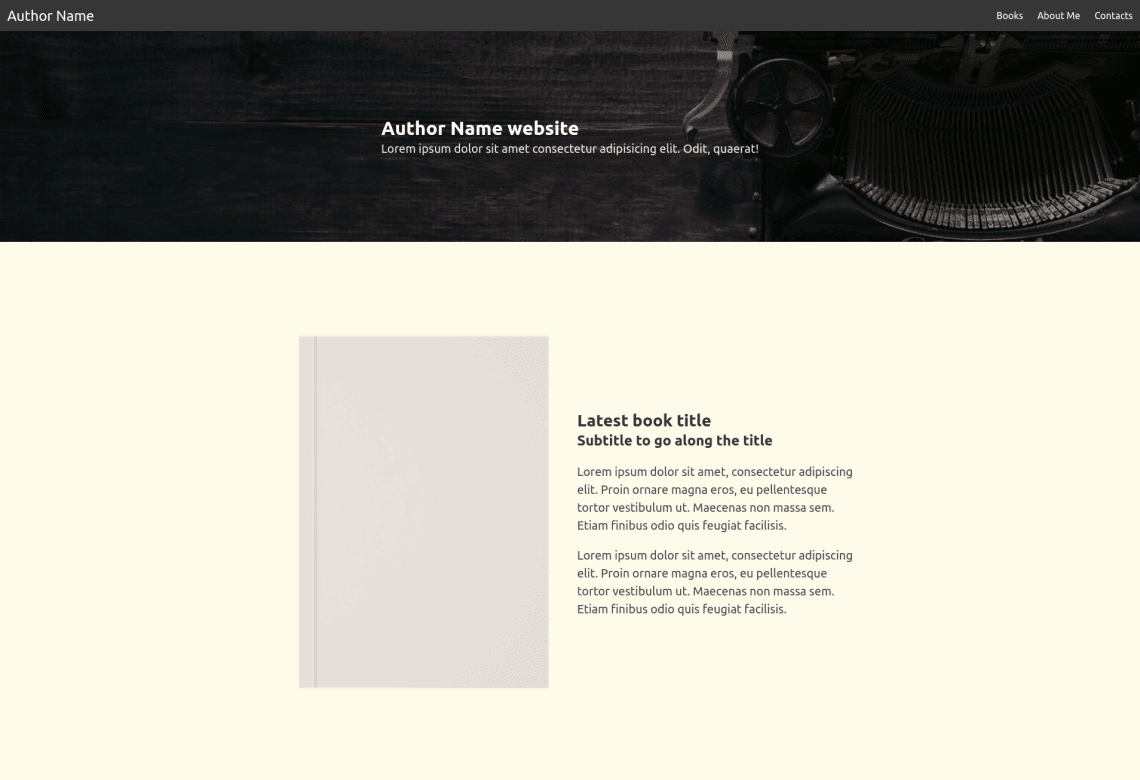 Author Name
Books
About Me
Contacts
Author Name website
Lorem ipsum dolor sit amet consectetur adipisicing elit. Odit, quaerat!
Latest book title
Subtitle to go along the title
Lorem ipsum dolor sit amet, consectetur adipiscing
elit. Proin ornare magna eros, eu pellentesque
tortor vestibulum ut. Maecenas non massa sem.
Etiam finibus odio quis feugiat facilisis.
Lorem ipsum dolor sit amet, consectetur adipiscing
elit. Proin ornare magna eros, eu pellentesque
tortor vestibulum ut. Maecenas non massa sem.
Etiam finibus odio quis feugiat facilisis.